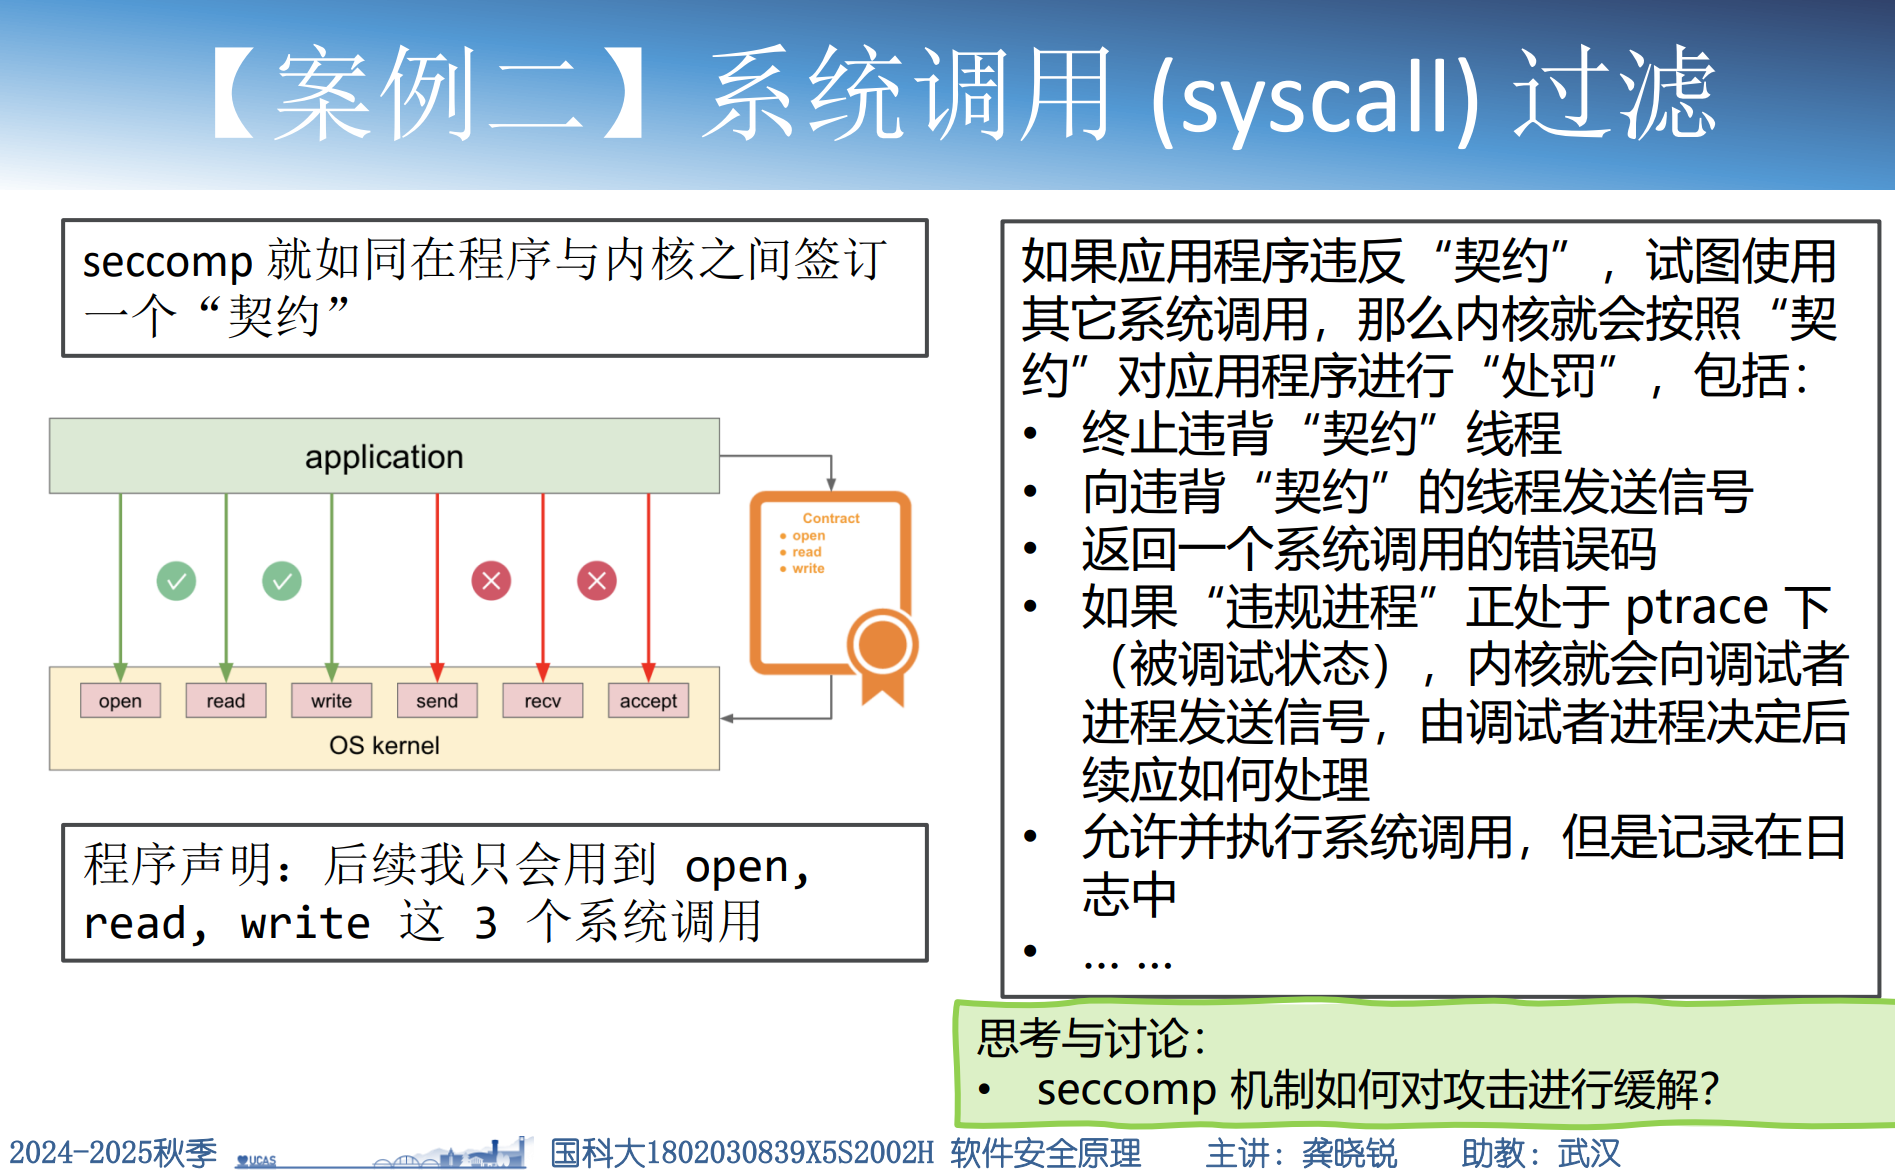 【案例二】系统调用 (syscall) 过滤
seccomp 就如同在程序与内核之间签订
一个“契约”
application
Contract
• open
• read
• write
open
read
write
send
recv
accept
OS kernel
程序声明：后续我只会用到 open,
read, write 这 3 个系统调用
如果应用程序违反“契约”，试图使用
其它系统调用，那么内核就会按照“契
约”对应用程序进行“处罚”，包括：
• 终止违背“契约”线程
• 向违背“契约”的线程发送信号
• 返回一个系统调用的错误码
• 如果“违规进程”正处于 ptrace 下
（被调试状态），内核就会向调试者
进程发送信号，由调试者进程决定后
续应如何处理
• 允许并执行系统调用，但是记录在日
志中
• … …
思考与讨论：
• seccomp 机制如何对攻击进行缓解？
2024-2025秋季
UCAS
国科大1802030839X5S2002H 软件安全原理
主讲：龚晓锐
助教：武汉